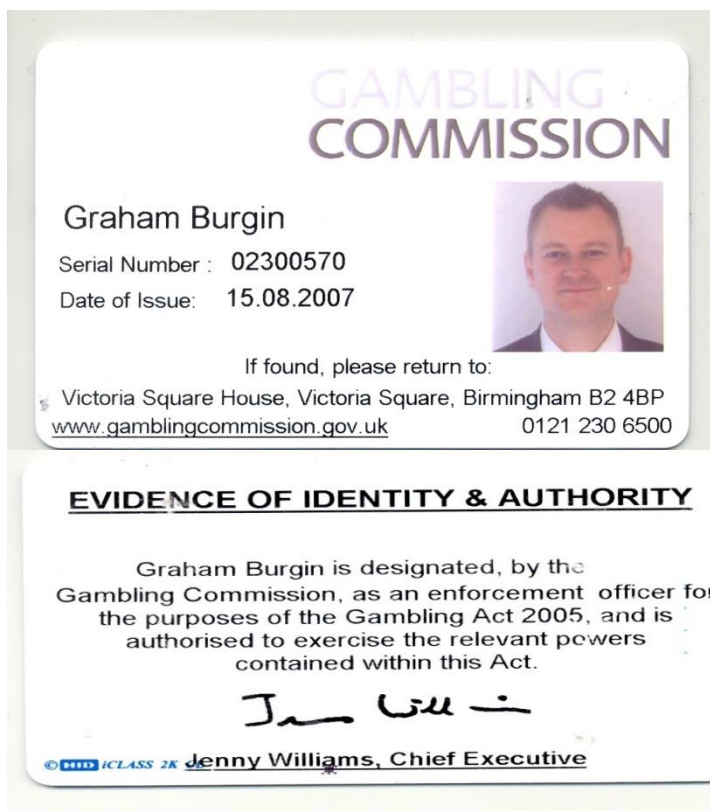 GAMBLING
COMMISSION
Graham Burgin
Serial Number : 02300570
Date of Issue: 15.08.2007
If found, please return to:
Victoria Square House, Victoria Square, Birmingham B2 4BP
www.gamblingcommission.gov.uk 0121 230 6500
EVIDENCE OF IDENTITY & AUTHORITY
Graham Burgin is designated, by the
Gambling Commission, as an enforcement officer for
the purposes of the Gambling Act 2005, and is
authorised to exercise the relevant powers
contained within this Act.
© HID iCLASS 2K Jenny Williams, Chief Executive